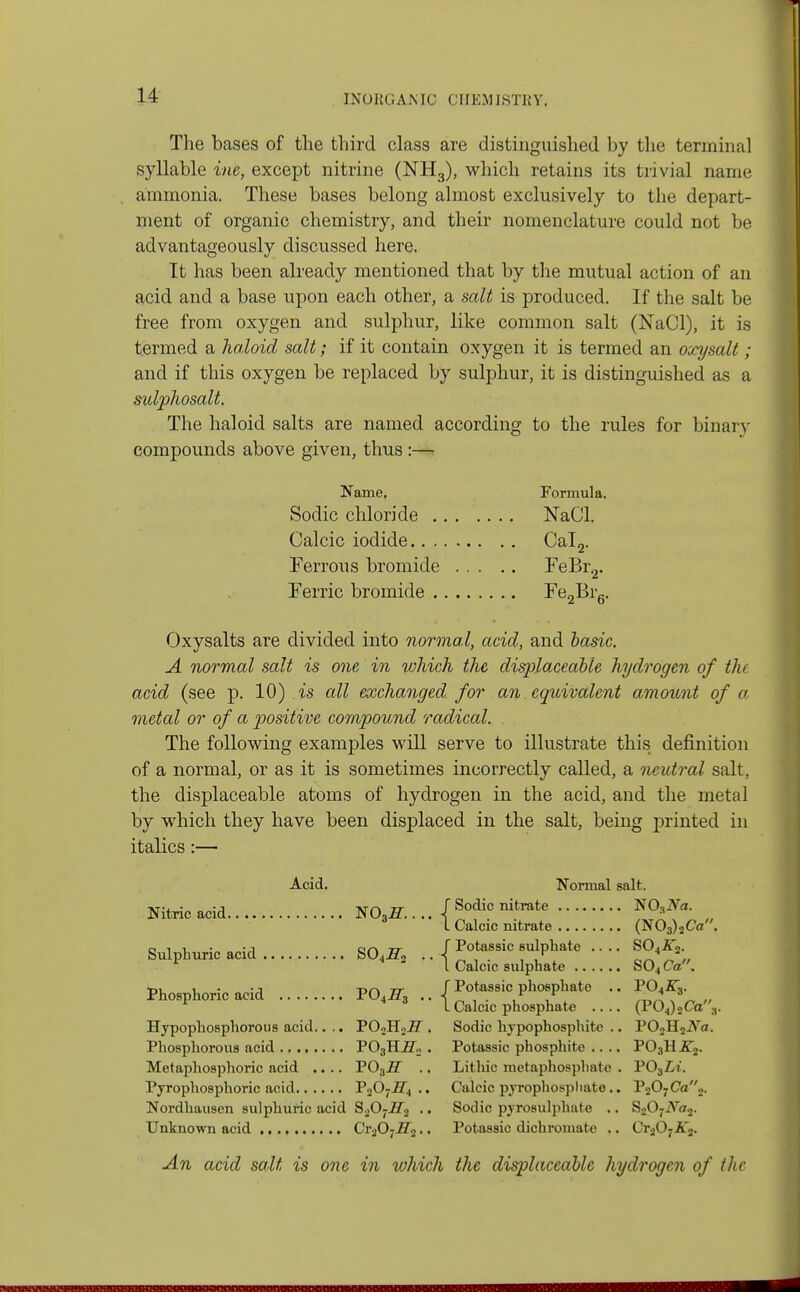 14 INORGANIC CHEMISTRY.
The bases of the third class are distinguished by the terminal
syllable ine, except nitrine (NH₃), which retains its trivial name
ammonia. These bases belong almost exclusively to the depart-
ment of organic chemistry, and their nomenclature could not be
advantageously discussed here.
It has been already mentioned that by the mutual action of an
acid and a base upon each other, a salt is produced. If the salt be
free from oxygen and sulphur, like common salt (NaCl), it is
termed a haloid salt; if it contain oxygen it is termed an oxysalt;
and if this oxygen be replaced by sulphur, it is distinguished as a
sulphosalt.
The haloid salts are named according to the rules for binary
compounds above given, thus:—
Name. Formula.
Sodic chloride ........ NaCl.
Calcic iodide.......... CaI₂.
Ferrous bromide ..... FeBr₂.
Ferric bromide ........ Fe₂Br₆.
Oxysalts are divided into normal, acid, and basic.
A normal salt is one in which the displaceable hydrogen of the
acid (see p. 10) is all exchanged for an equivalent amount of a
metal or of a positive compound radical.
The following examples will serve to illustrate this definition
of a normal, or as it is sometimes incorrectly called, a neutral salt,
the displaceable atoms of hydrogen in the acid, and the metal
by which they have been displaced in the salt, being printed in
italics:—
Acid. Normal salt.
Nitric acid.............. NO₃H.... { Sodic nitrate ........ NO₃Na.
Calcic nitrate ........ (NO₃)₂Ca″.
Sulphuric acid .......... SO₄H₂ .. { Potassic sulphate .... SO₄K₂.
Calcic sulphate ...... SO₄Ca″.
Phosphoric acid ........ PO₄H₃ .. { Potassic phosphate .. PO₄K₃.
Calcic phosphate .... (PO₄)₂Ca″₃.
Hypophosphorous acid.... PO₂H₂H . Sodic hypophosphite .. PO₂H₂Na.
Phosphorous acid ........ PO₃HH₂ . Potassic phosphite .... PO₃HK₂.
Metaphosphoric acid .... PO₃H .. Lithic metaphosphate . PO₃Li.
Pyrophosphoric acid...... P₂O₇H₄ .. Calcic pyrophosphate.. P₂O₇Ca″₂.
Nordhausen sulphuric acid S₂O₇H₂ .. Sodic pyrosulphate .. S₂O₇Na₂.
Unknown acid .......... Cr₂O₇H₂.. Potassic dichromate .. Cr₂O₇K₂.
An acid salt is one in which the displaceable hydrogen of the